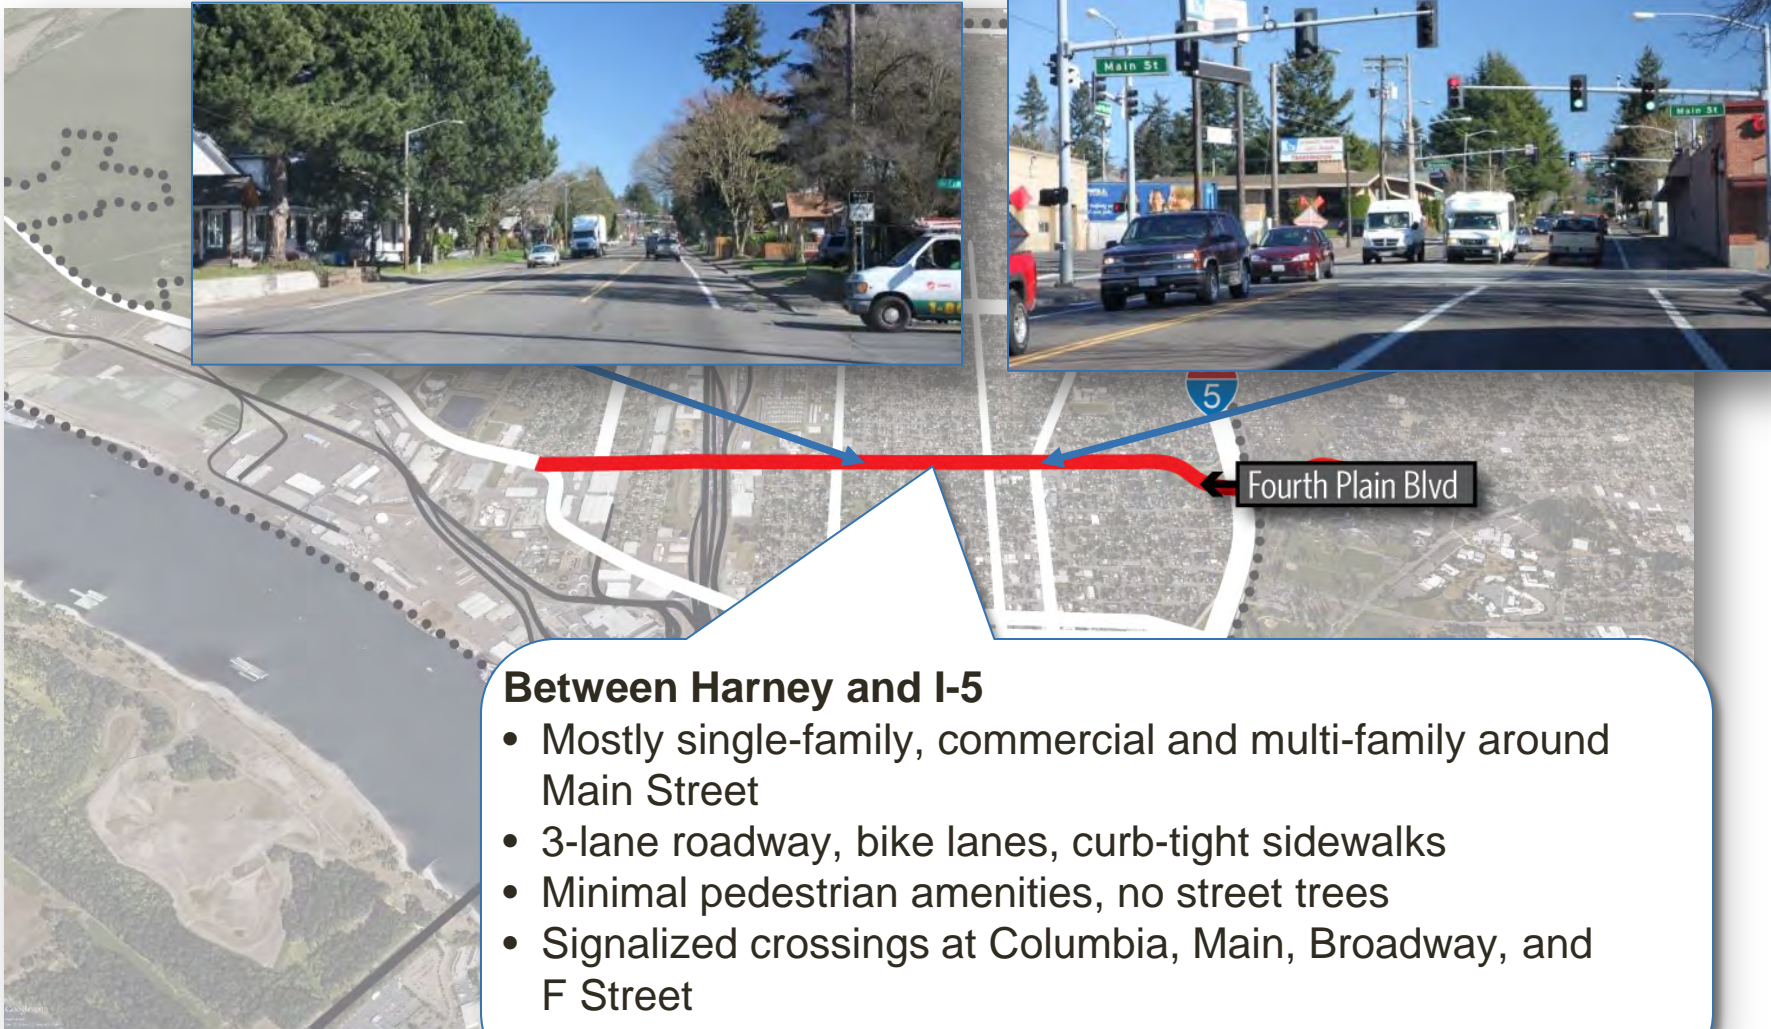 Main St
Main St
5
Fourth Plain Blvd
Between Harney and I-5
• Mostly single-family, commercial and multi-family around
Main Street
• 3-lane roadway, bike lanes, curb-tight sidewalks
• Minimal pedestrian amenities, no street trees
• Signalized crossings at Columbia, Main, Broadway, and
F Street